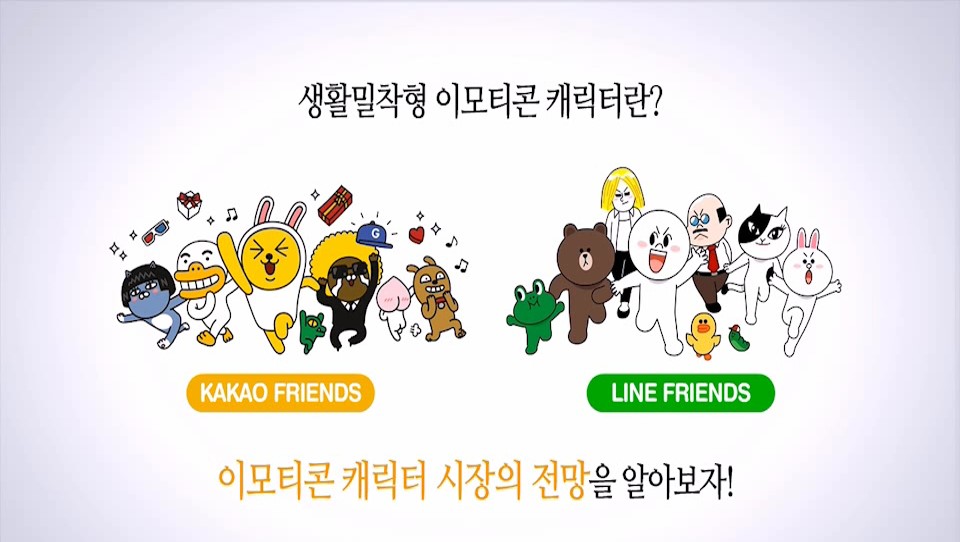 생활밀착형 이모티콘 캐릭터란?
G
KAKAO FRIENDS
LINE FRIENDS
이모티콘 캐릭터 시장의 전망을 알아보자!